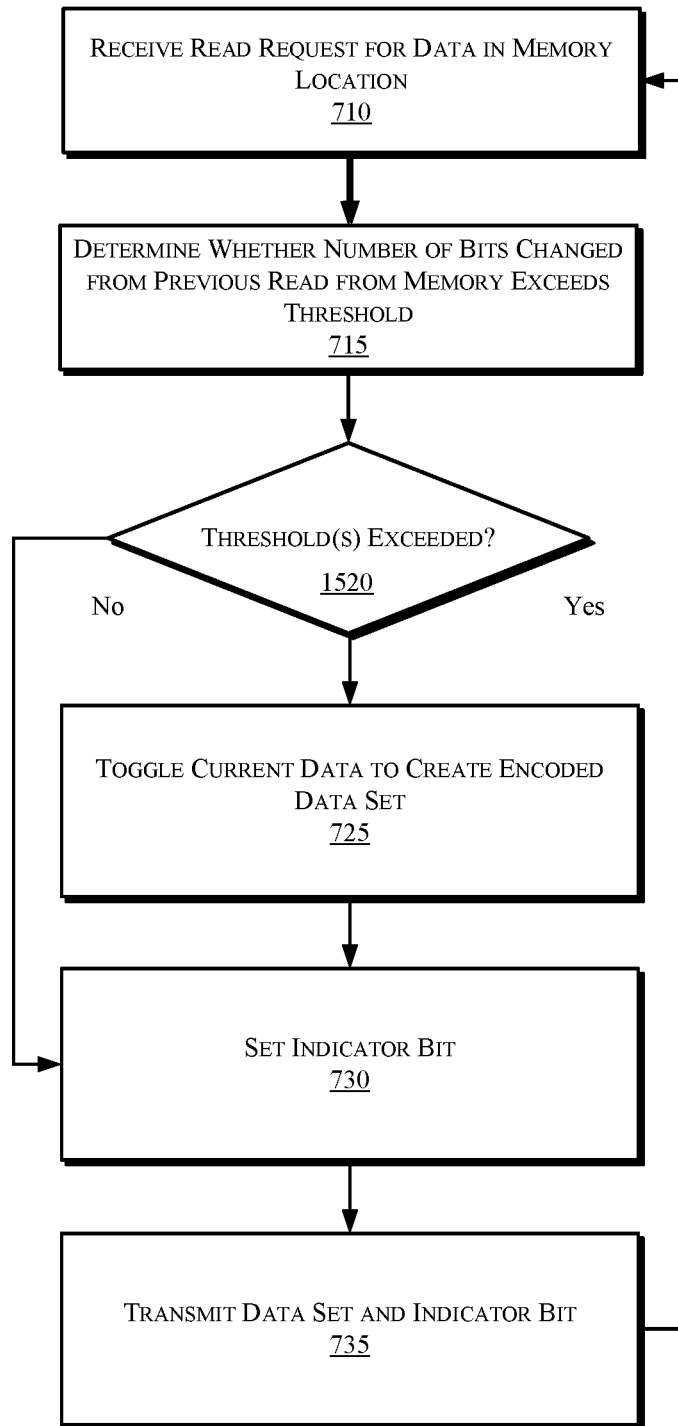 RECEIVE READ REQUEST FOR DATA IN MEMORY
LOCATION
710
DETERMINE WHETHER NUMBER OF BITS CHANGED
FROM PREVIOUS READ FROM MEMORY EXCEEDS
THRESHOLD
715
THRESHOLD(S) EXCEEDED?
1520
No
Yes
TOGGLE CURRENT DATA TO CREATE ENCODED
DATA SET
725
SET INDICATOR BIT
730
TRANSMIT DATA SET AND INDICATOR BIT
735